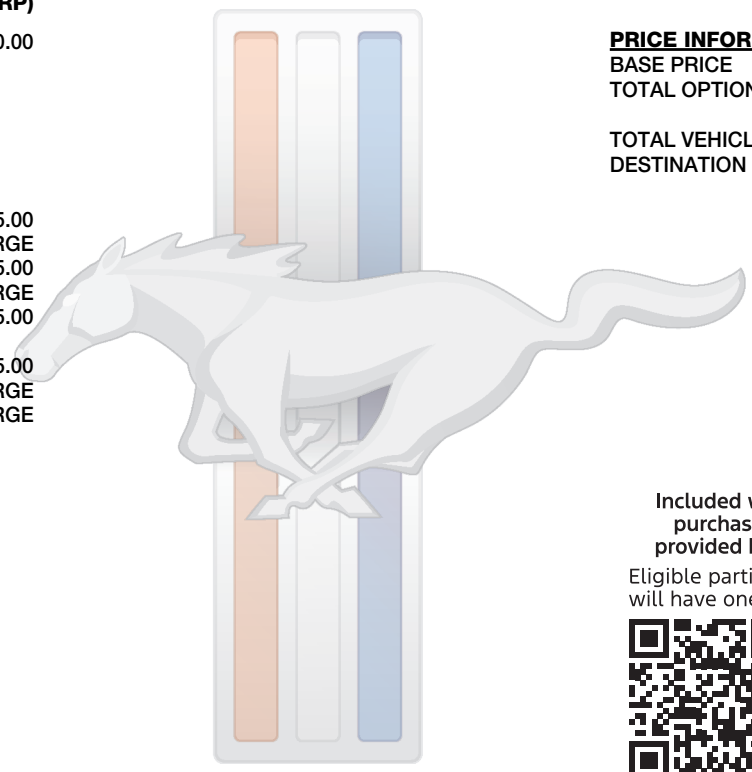 RP)
0.00
5.00
RGE
5.00
RGE
5.00
5.00
RGE
RGE
PRICE INFOR
BASE PRICE
TOTAL OPTION
TOTAL VEHICL
DESTINATION
Included w
purchas
provided b
Eligible parti
will have one